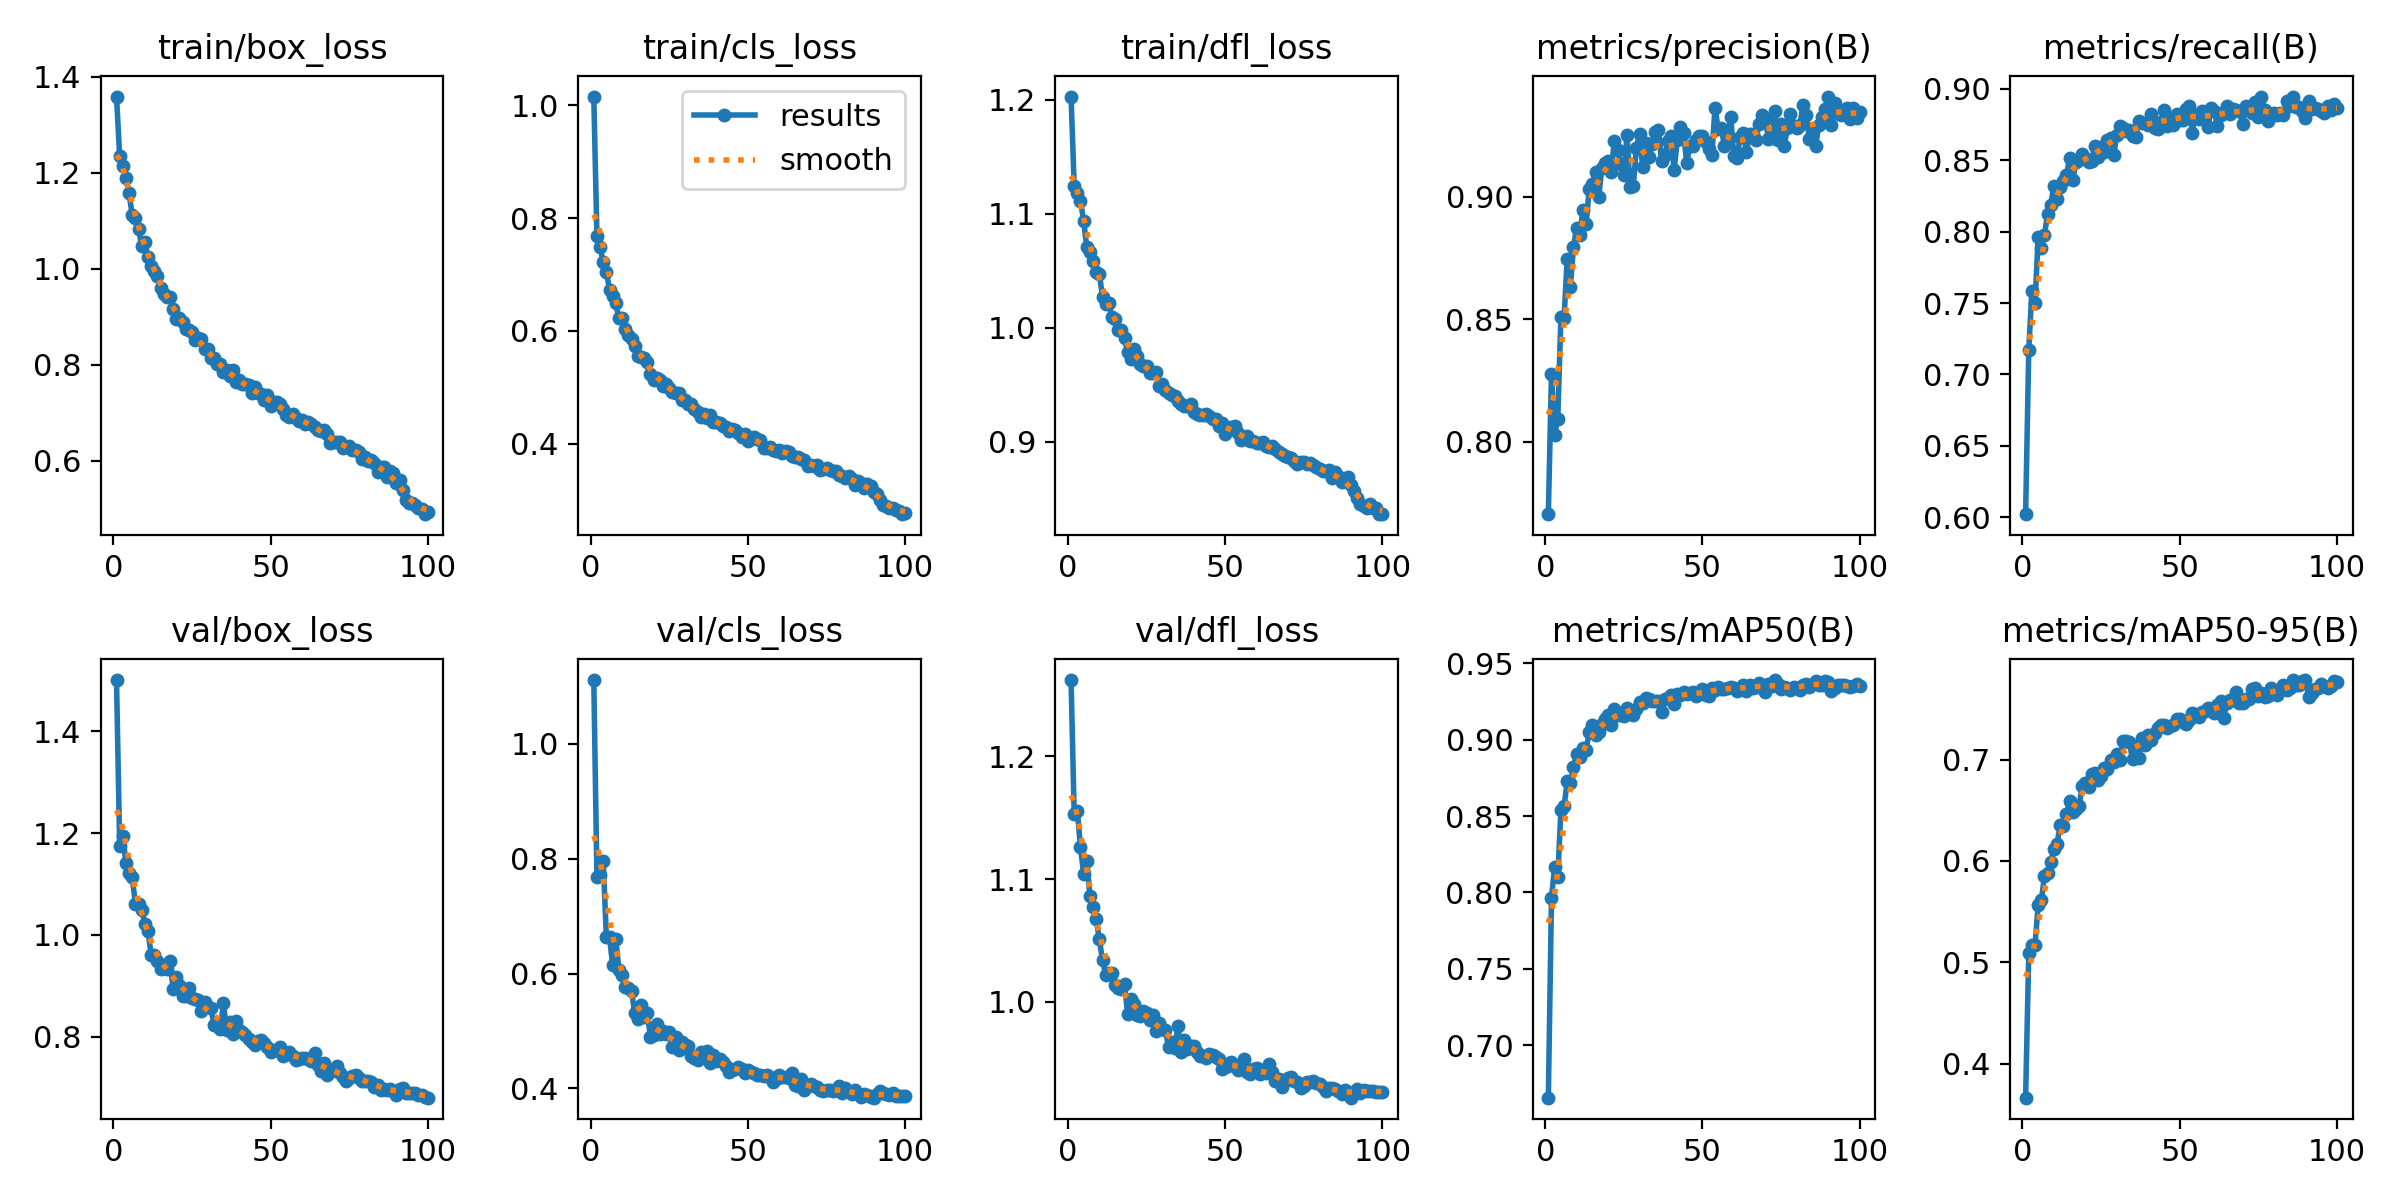 train/box_loss
1.4
1.2
1.0
0.8
0.6
0 50 100
train/cls_loss
results
smooth
1.0
0.8
0.6
0.4
0 50 100
train/dfl_loss
1.2
1.1
1.0
0.9
0 50 100
metrics/precision(B)
0.90
0.85
0.80
0 50 100
metrics/recall(B)
0.90
0.85
0.80
0.75
0.70
0.65
0.60
0 50 100
val/box_loss
1.4
1.2
1.0
0.8
0 50 100
val/cls_loss
1.0
0.8
0.6
0.4
0 50 100
val/dfl_loss
1.2
1.1
1.0
0 50 100
metrics/mAP50(B)
0.95
0.90
0.85
0.80
0.75
0.70
0 50 100
metrics/mAP50-95(B)
0.7
0.6
0.5
0.4
0 50 100